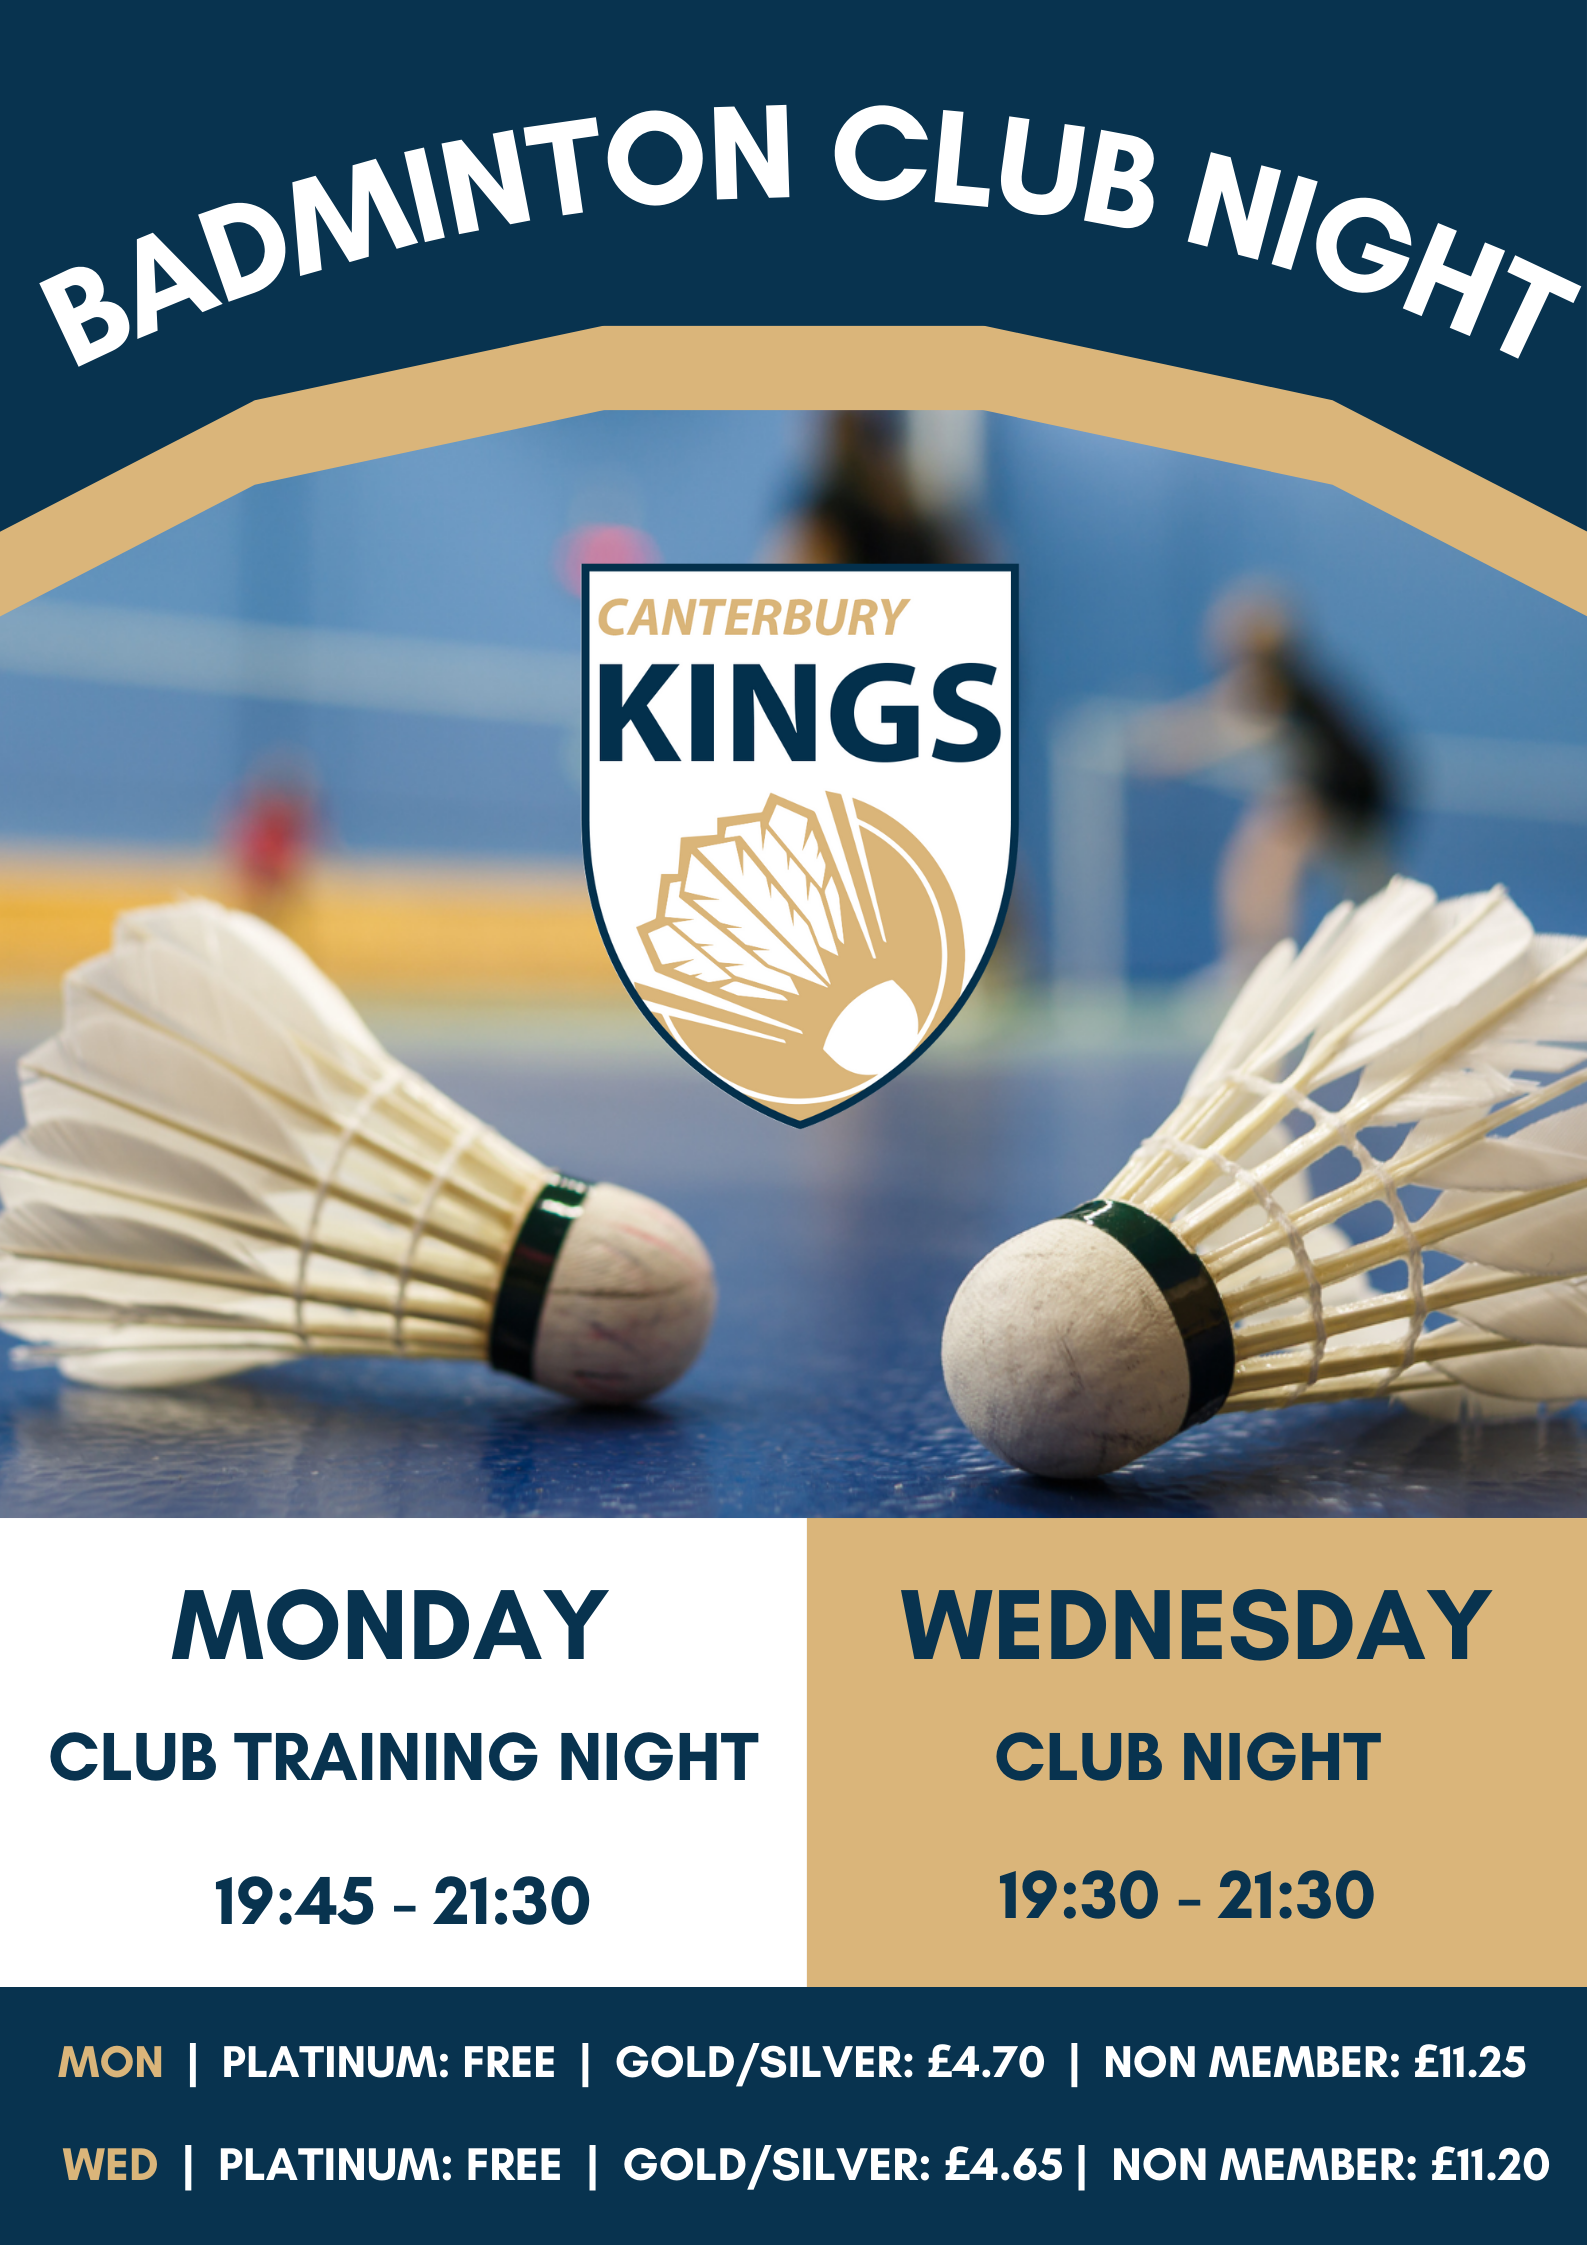 BADMINTON CLUB NIGHT
CANTERBURY
KINGS
MONDAY
CLUB TRAINING NIGHT
19:45 - 21:30
WEDNESDAY
CLUB NIGHT
19:30 - 21:30
MON | PLATINUM: FREE | GOLD/SILVER: £4.70 | NON MEMBER: £11.25
WED | PLATINUM: FREE | GOLD/SILVER: £4.65 | NON MEMBER: £11.20